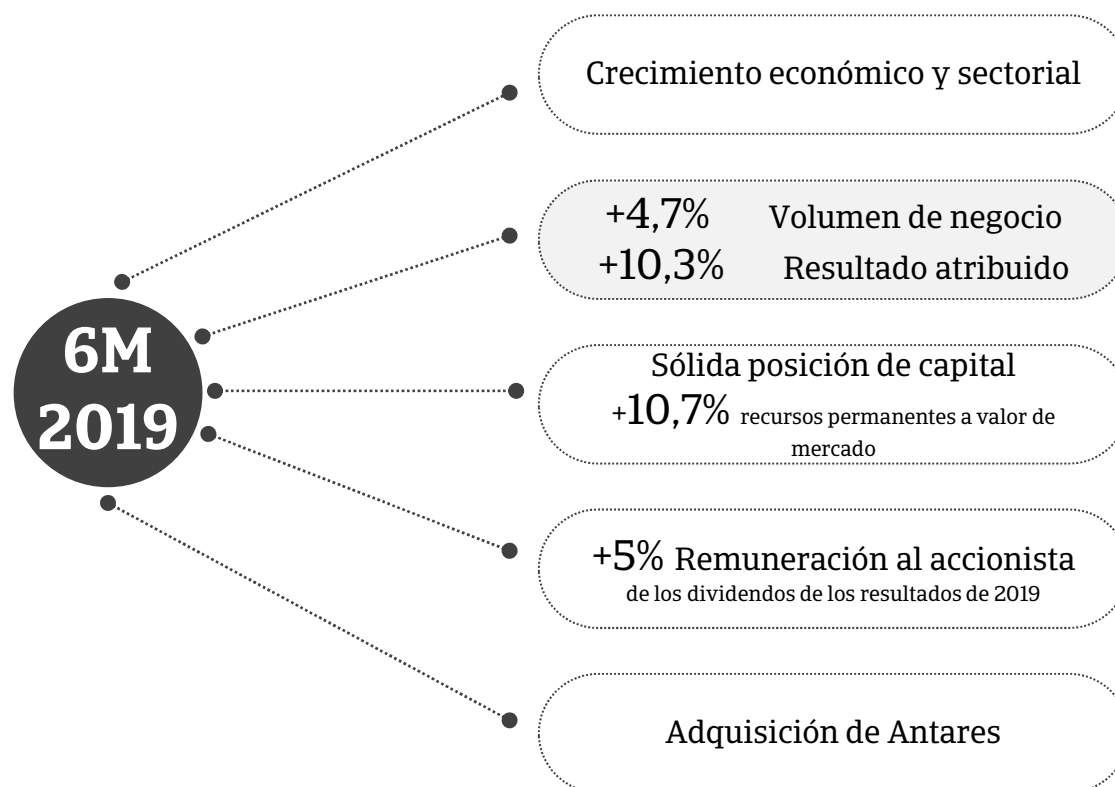 6M
2019
Crecimiento económico y sectorial
+4,7% Volumen de negocio
+10,3% Resultado atribuido
Sólida posición de capital
+10,7% recursos permanentes a valor de
mercado
+5% Remuneración al accionista
de los dividendos de los resultados de 2019
Adquisición de Antares